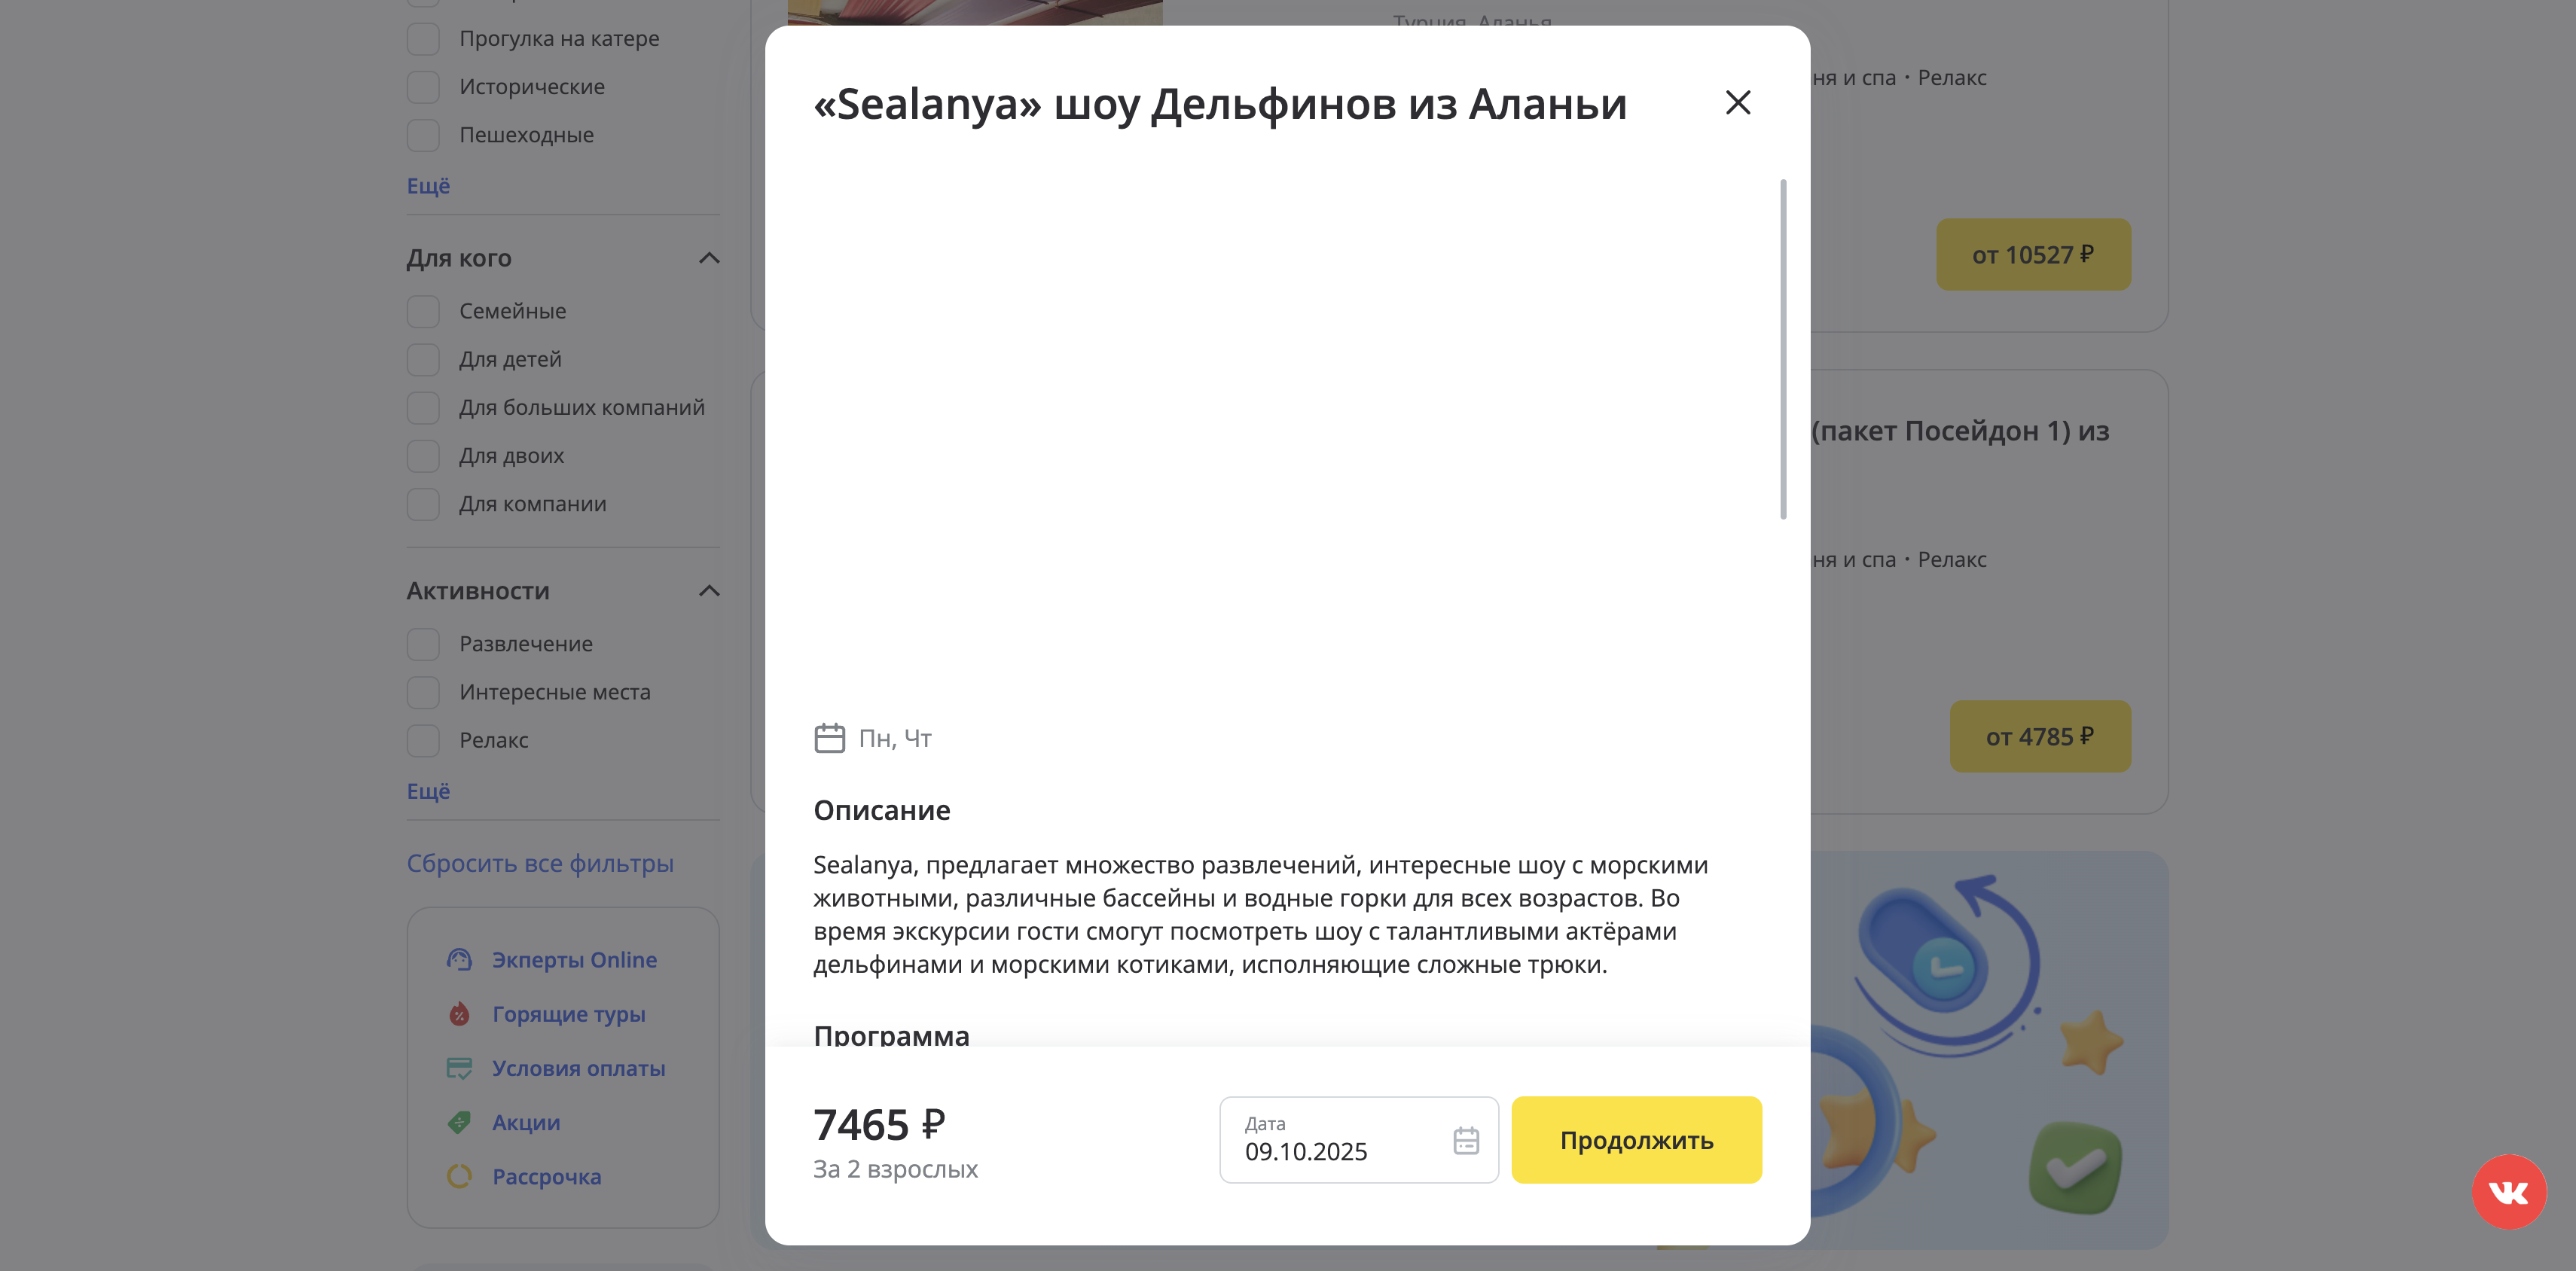 Прогулка на катере
Исторические
Пешеходные
Ещё
Для кого
Семейные
Для детей
Для больших компаний
Для двоих
Для компании
Активности
Развлечение
Интересные места
Релакс
Ещё
Сбросить все фильтры
Экперты Online
Горящие туры
Условия оплаты
Акции
Рассрочка
Турция, Аланья
«Sealanya» шоу Дельфинов из Аланьи
Пн, Чт
Описание
Sealanya, предлагает множество развлечений, интересные шоу с морскими
животными, различные бассейны и водные горки для всех возрастов. Во
время экскурсии гости смогут посмотреть шоу с талантливыми актёрами
дельфинами и морскими котиками, исполняющие сложные трюки.
Программа
7465 ₽
За 2 взрослых
Дата
09.10.2025
Продолжить
ня и спа · Релакс
от 10527 ₽
(пакет Посейдон 1) из
ня и спа · Релакс
от 4785 ₽